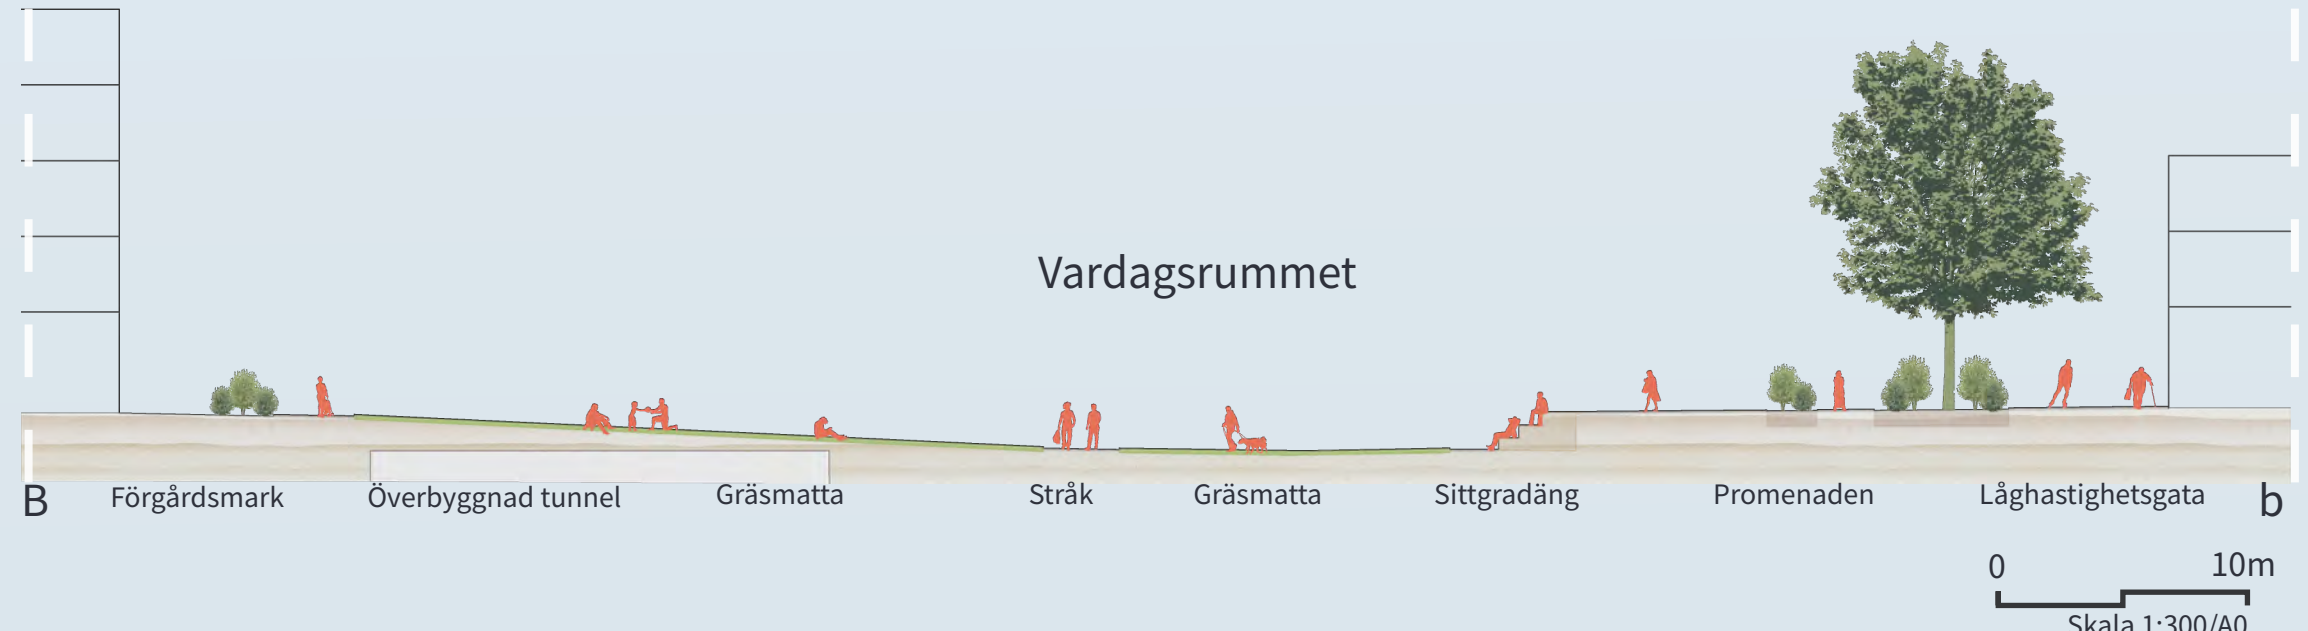 Vardagsrummet
B Förgårdsmark Överbyggnad tunnel Gräsmatta Stråk Gräsmatta Sittgradäng Promenaden Låghastighetsgata b
0 10m
Skala 1:300/A0